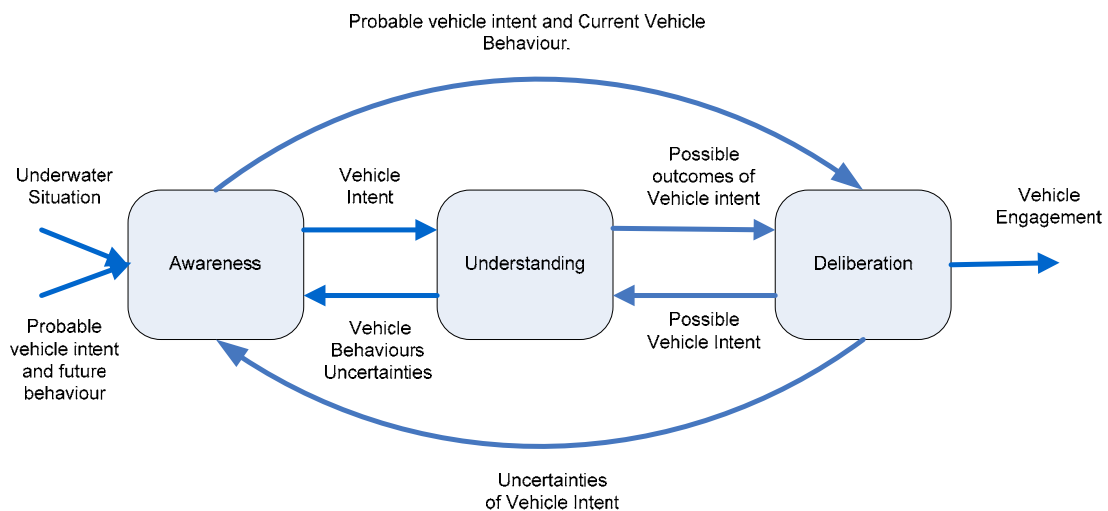 Probable vehicle intent and Current Vehicle
Behaviour.
Underwater
Situation
Vehicle
Intent
Possible
outcomes of
Vehicle intent
Vehicle
Engagement
Awareness
Understanding
Deliberation
Probable
vehicle intent
and future
behaviour
Vehicle
Behaviours
Uncertainties
Possible
Vehicle Intent
Uncertainties
of Vehicle Intent